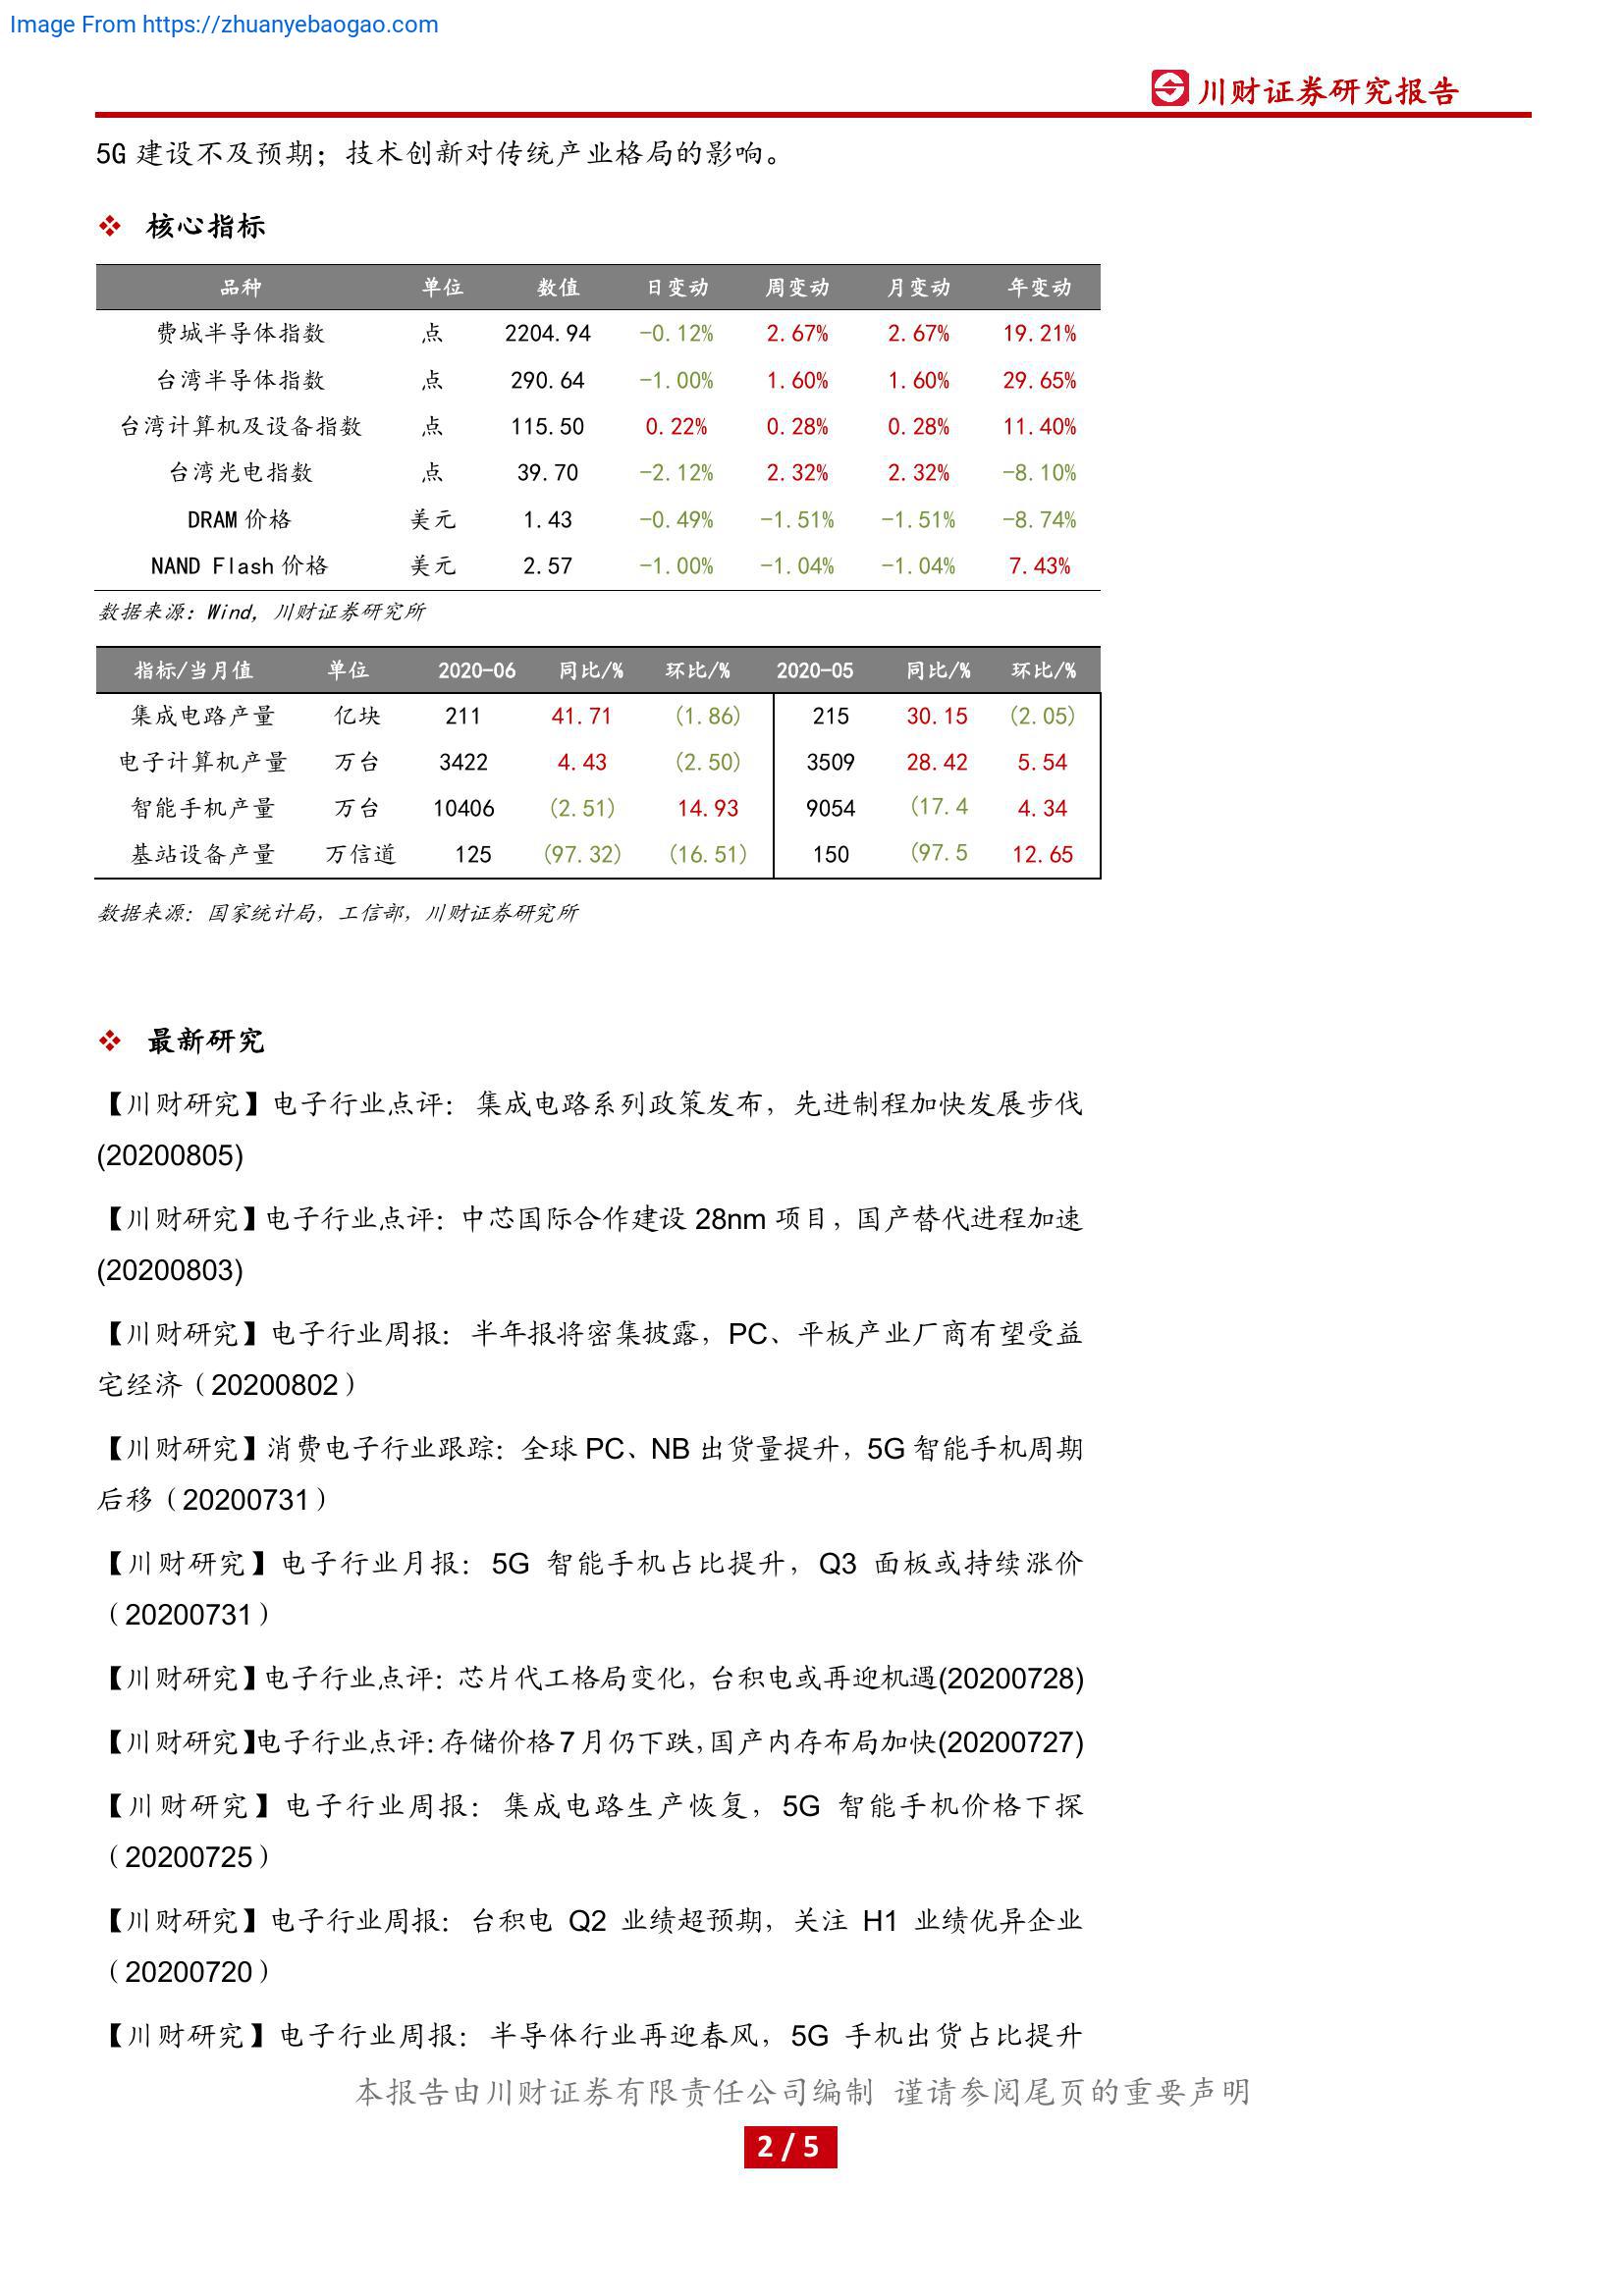 Image From https://zhuanyebaogao.com
川财证券研究报告
5G 建设不及预期；技术创新对传统产业格局的影响。
❖ 核心指标
品种 单位 数值 日变动 周变动 月变动 年变动
费城半导体指数 点 2204.94 -0.12% 2.67% 2.67% 19.21%
台湾半导体指数 点 290.64 -1.00% 1.60% 1.60% 29.65%
台湾计算机及设备指数 点 115.50 0.22% 0.28% 0.28% 11.40%
台湾光电指数 点 39.70 -2.12% 2.32% 2.32% -8.10%
DRAM 价格 美元 1.43 -0.49% -1.51% -1.51% -8.74%
NAND Flash 价格 美元 2.57 -1.00% -1.04% -1.04% 7.43%
数据来源：Wind，川财证券研究所
指标/当月值 单位 2020-06 同比/% 环比/% 2020-05 同比/% 环比/%
集成电路产量 亿块 211 41.71 (1.86) 215 30.15 (2.05)
电子计算机产量 万台 3422 4.43 (2.50) 3509 28.42 5.54
智能手机产量 万台 10406 (2.51) 14.93 9054 (17.4 4.34
基站设备产量 万信道 125 (97.32) (16.51) 150 (97.5 12.65
数据来源：国家统计局，工信部，川财证券研究所
❖ 最新研究
【川财研究】电子行业点评：集成电路系列政策发布，先进制程加快发展步伐
(20200805)
【川财研究】电子行业点评：中芯国际合作建设 28nm 项目，国产替代进程加速
(20200803)
【川财研究】电子行业周报：半年报将密集披露，PC、平板产业厂商有望受益
宅经济（20200802）
【川财研究】消费电子行业跟踪：全球 PC、NB 出货量提升，5G 智能手机周期
后移（20200731）
【川财研究】电子行业月报：5G 智能手机占比提升，Q3 面板或持续涨价
（20200731）
【川财研究】电子行业点评：芯片代工格局变化，台积电或再迎机遇(20200728)
【川财研究】电子行业点评：存储价格 7 月仍下跌，国产内存布局加快(20200727)
【川财研究】电子行业周报：集成电路生产恢复，5G 智能手机价格下探
（20200725）
【川财研究】电子行业周报：台积电 Q2 业绩超预期，关注 H1 业绩优异企业
（20200720）
【川财研究】电子行业周报：半导体行业再迎春风，5G 手机出货占比提升
本报告由川财证券有限责任公司编制 谨请参阅尾页的重要声明
2 / 5